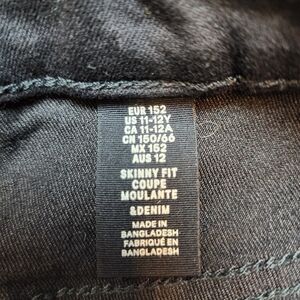 EUR 152
US 11-12Y
CA 11-12A
CN 150/66
MX 152
AUS 12
SKINNY FIT
COUPE
MOULANTE
&DENIM
MADE IN
BANGLADESH
FABRIQUÉ EN
BANGLADESH